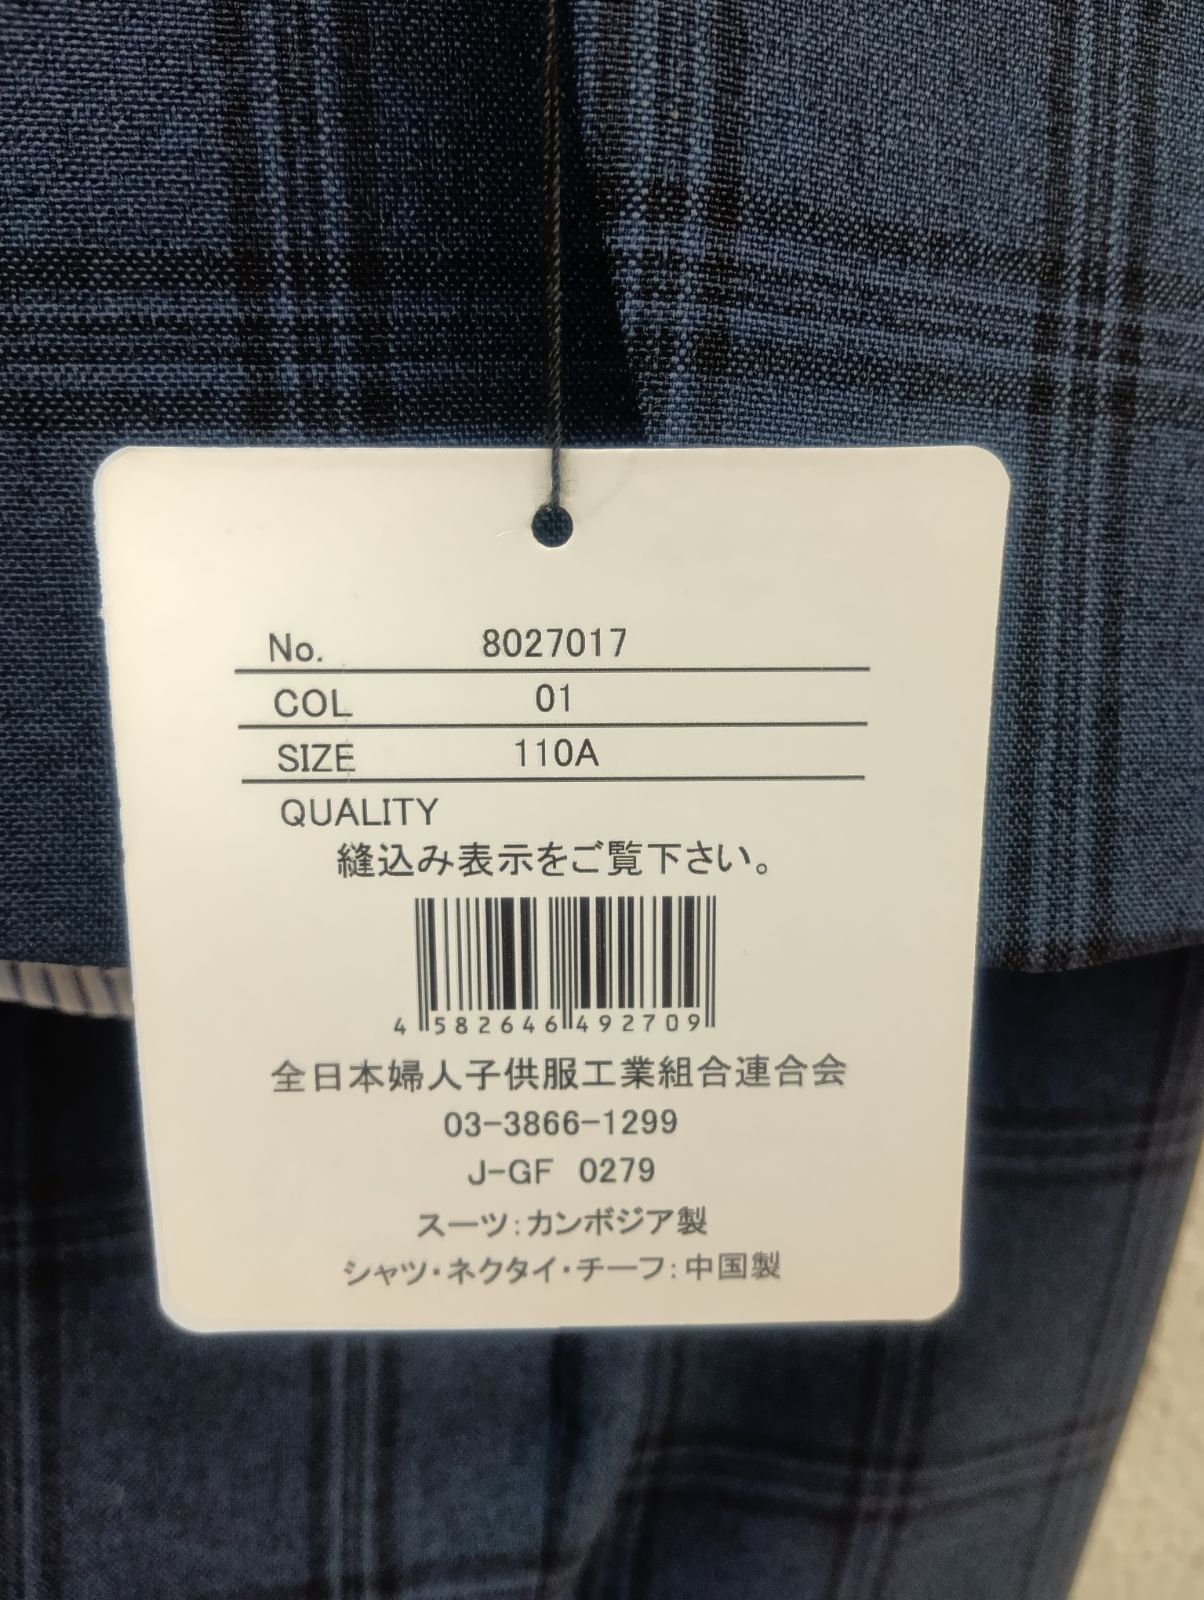 No. 8027017
COL 01
SIZE 110A
QUALITY
縫込み表示をご覧下さい。
4 582646 492709
全日本婦人子供服工業組合連合会
03-3866-1299
J-GF 0279
スーツ:カンボジア製
シャツ・ネクタイ・チーフ:中国製